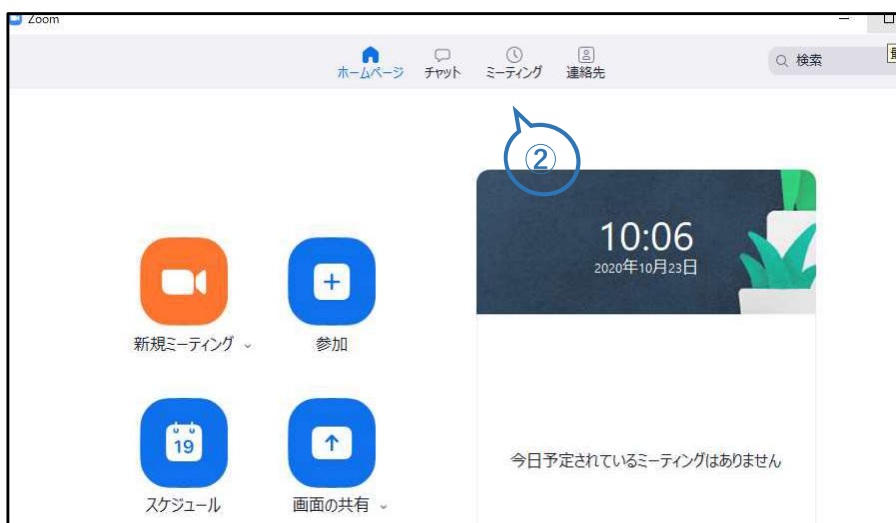 Zoom
ホームページ チャット ミーティング 連絡先
検索
②
10:06
2020年10月23日
新規ミーティング 参加
19
スケジュール 画面の共有
今日予定されているミーティングはありません